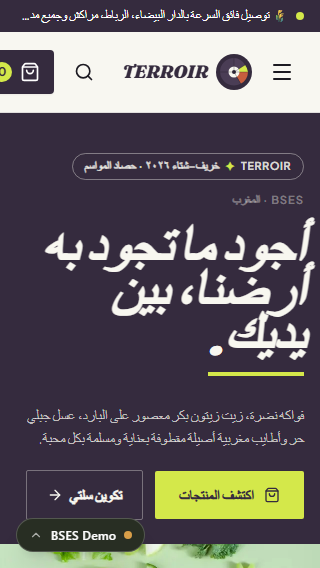 توصيل فائق السرعة بالدار البيضاء، الرباط، مراكش وجميع مد...
TERROIR
0
TERROIR ✦ خريف–شتاء ٢٠٢٦ · حصاد المواسم
BSES · المغرب
أجود ما تجود به
أرضنا، بين
يديك.
فواكه نضرة، زيت زيتون بكر معصور على البارد، عسل جبلي
حر وأطايب مغربية أصيلة مقطوفة بعناية ومسلمة بكل محبة.
اكتشف المنتجات
تكوين سلتي
BSES Demo